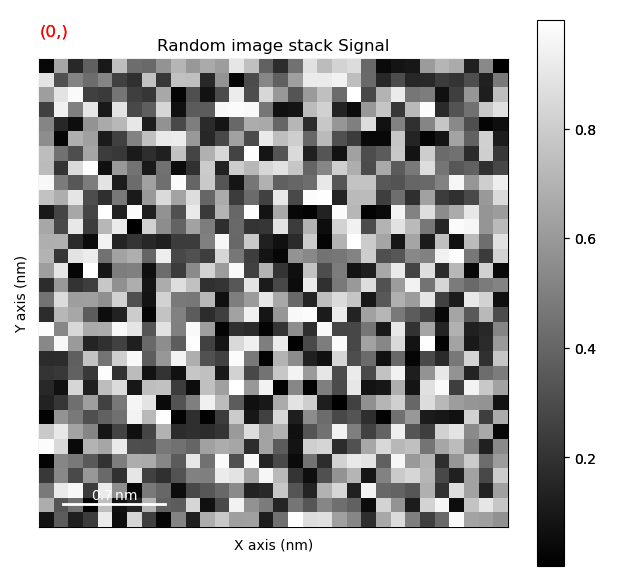 (0,)
Random image stack Signal
0.8
0.6
0.4
0.2
Y axis (nm)
0.7 nm
X axis (nm)